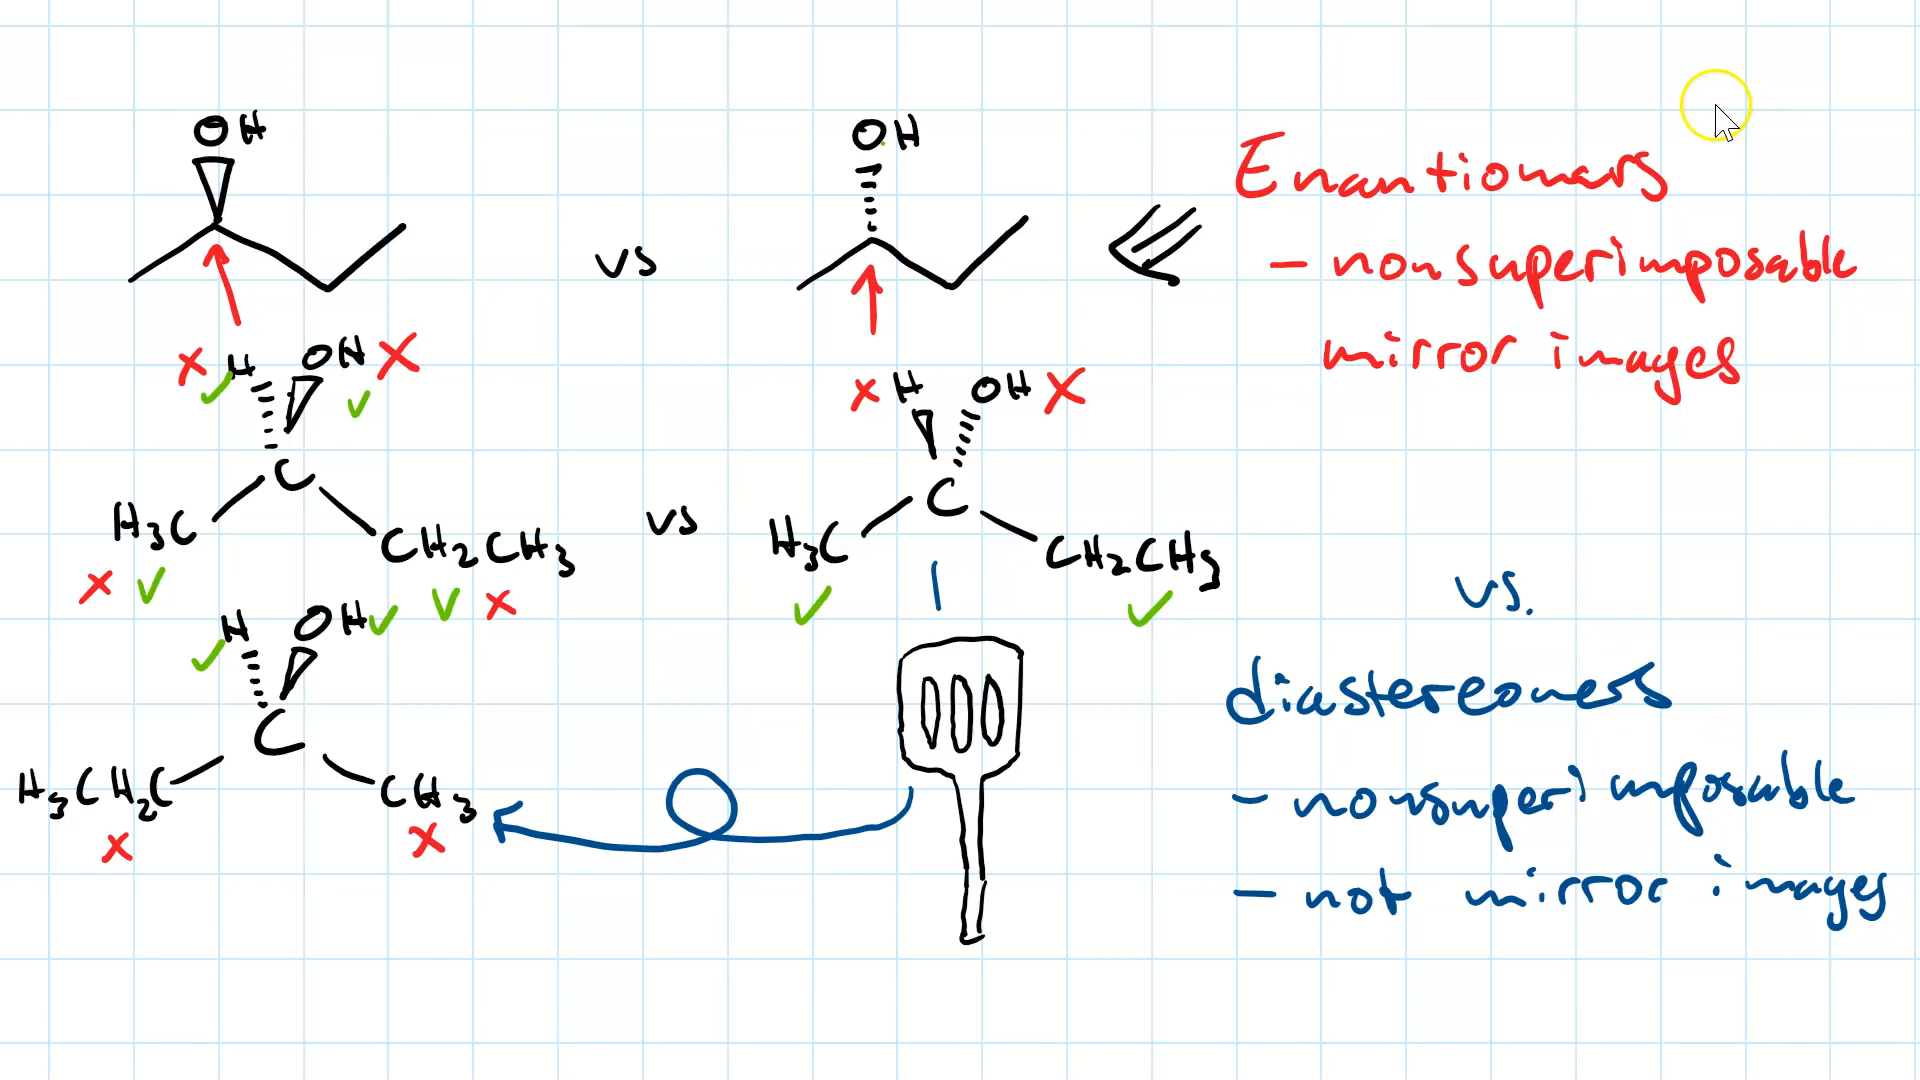 OH
OH
vs
Enantiomers
- nonsuperimposable
mirror images
H OH
C
H₃C
CH₂CH₃
vs
H OH
C
H₃C
CH₂CH₃
vs.
diastereomers
- nonsuperimposable
- not mirror images
H OH
C
H₃CH₂C
CH₃